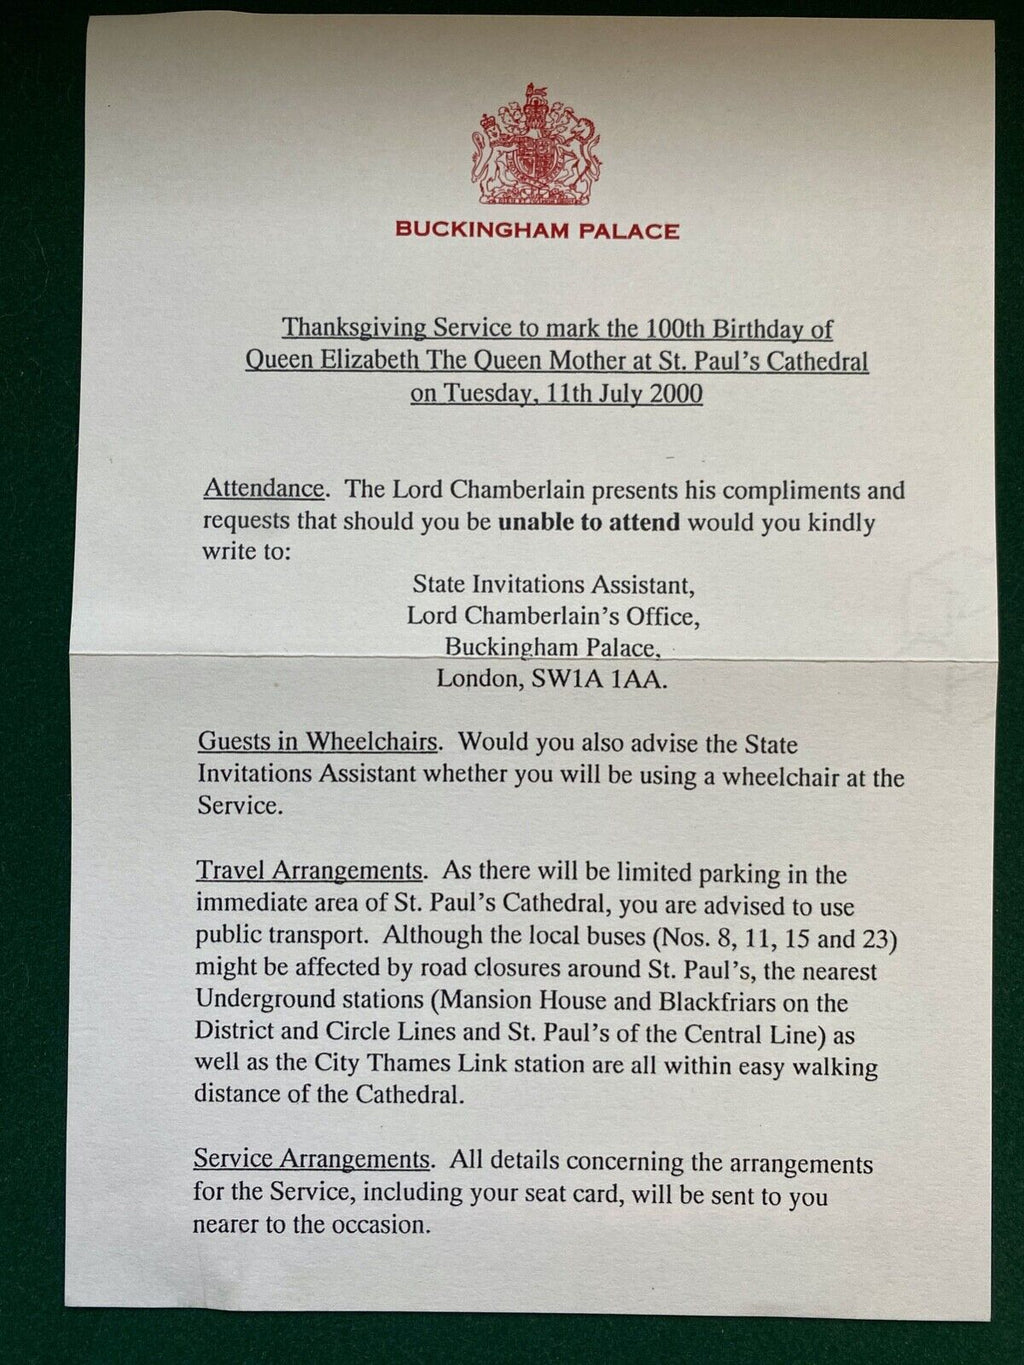 BUCKINGHAM PALACE
Thanksgiving Service to mark the 100th Birthday of
Queen Elizabeth The Queen Mother at St. Paul's Cathedral
on Tuesday, 11th July 2000
Attendance. The Lord Chamberlain presents his compliments and
requests that should you be unable to attend would you kindly
write to:
State Invitations Assistant,
Lord Chamberlain's Office,
Buckingham Palace,
London, SW1A 1AA.
Guests in Wheelchairs. Would you also advise the State
Invitations Assistant whether you will be using a wheelchair at the
Service.
Travel Arrangements. As there will be limited parking in the
immediate area of St. Paul's Cathedral, you are advised to use
public transport. Although the local buses (Nos. 8, 11, 15 and 23)
might be affected by road closures around St. Paul's, the nearest
Underground stations (Mansion House and Blackfriars on the
District and Circle Lines and St. Paul's of the Central Line) as
well as the City Thames Link station are all within easy walking
distance of the Cathedral.
Service Arrangements. All details concerning the arrangements
for the Service, including your seat card, will be sent to you
nearer to the occasion.